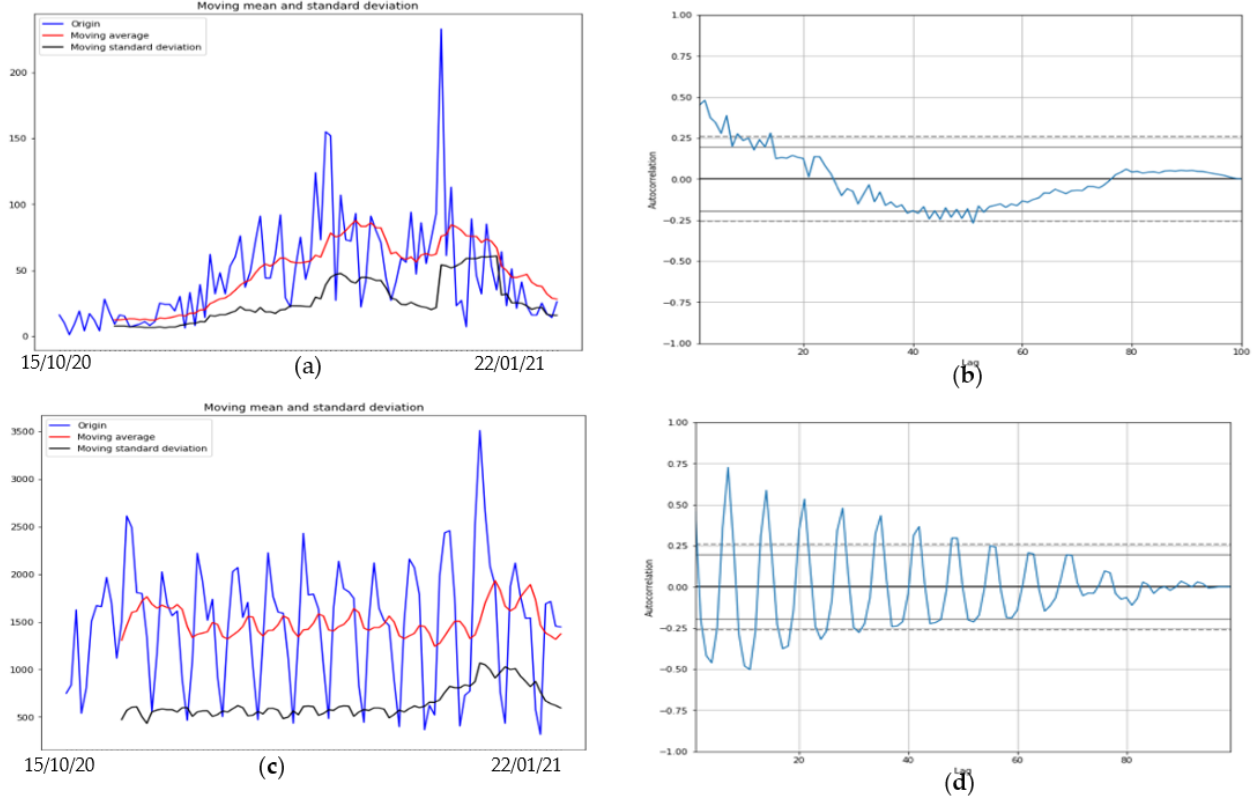 Moving mean and standard deviation
Origin
Moving average
Moving standard deviation
200
150
100
50
0
15/10/20
(a)
22/01/21
1.00
0.75
0.50
0.25
0.00
−0.25
−0.50
−0.75
−1.00
Autocorrelation
20
40
60
80
100
Lag
(b)
Moving mean and standard deviation
Origin
Moving average
Moving standard deviation
3500
3000
2500
2000
1500
1000
500
15/10/20
(c)
22/01/21
1.00
0.75
0.50
0.25
0.00
−0.25
−0.50
−0.75
−1.00
Autocorrelation
20
40
60
80
Lag
(d)